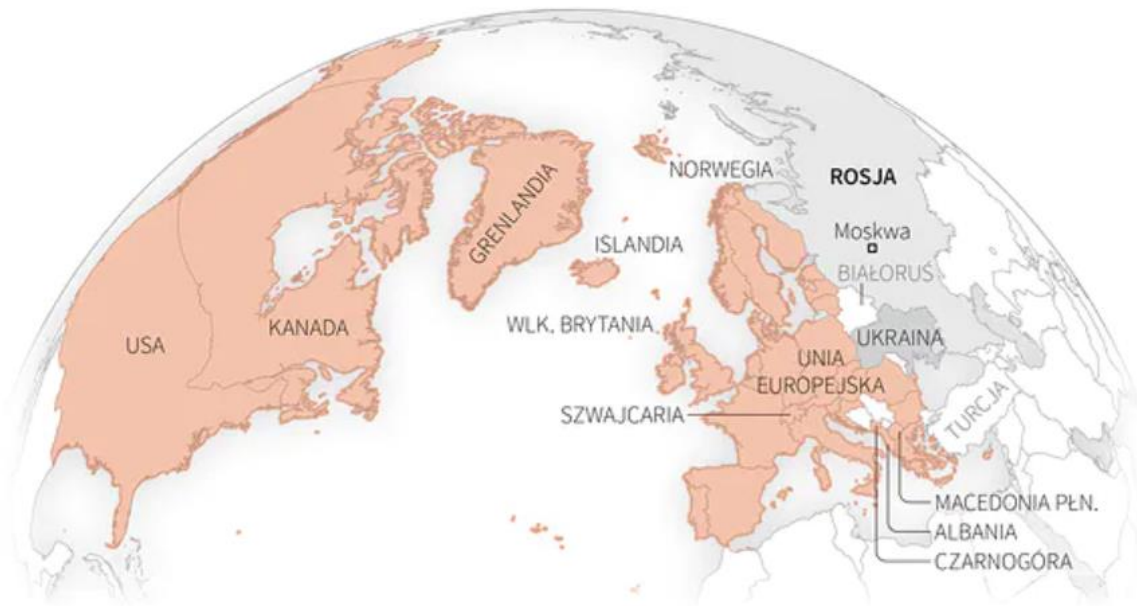 NORWEGIA
ROSJA
GRENLANDIA
Moskwa
ISLANDIA
BIAŁORUŚ
WLK. BRYTANIA
KANADA
USA
UKRAINA
UNIA
EUROPEJSKA
SZWAJCARIA
TURCJA
MACEDONIA PŁN.
ALBANIA
CZARNOGÓRA